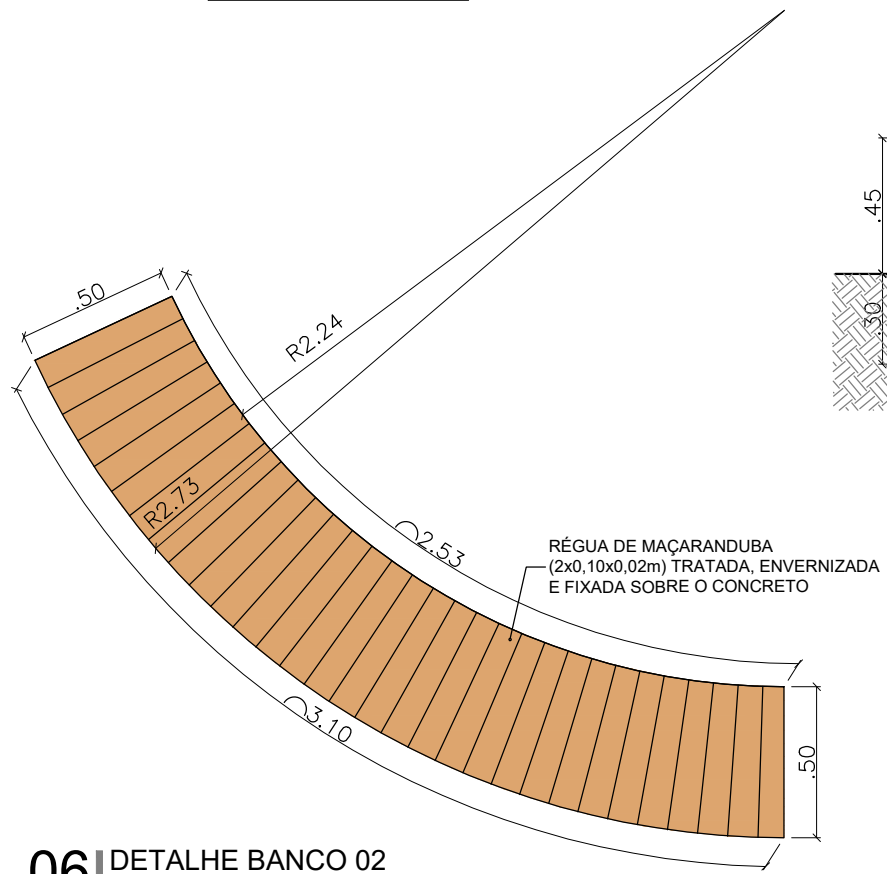 .50
R2.24
.45
.30
R2.73
2.53
RÉGUA DE MAÇARANDUBA
(2x0,10x0,02m) TRATADA, ENVERNIZADA
E FIXADA SOBRE O CONCRETO
3.10
.50
06 DETALHE BANCO 02